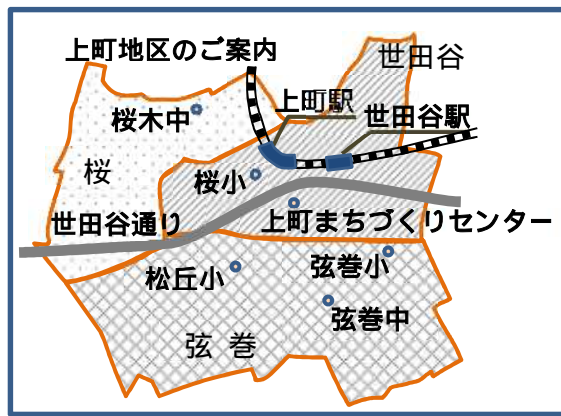 上町地区のご案内
世田谷
上町駅
世田谷駅
桜木中
桜
桜小
世田谷通り
上町まちづくりセンター
松丘小
弦巻小
弦巻中
弦巻